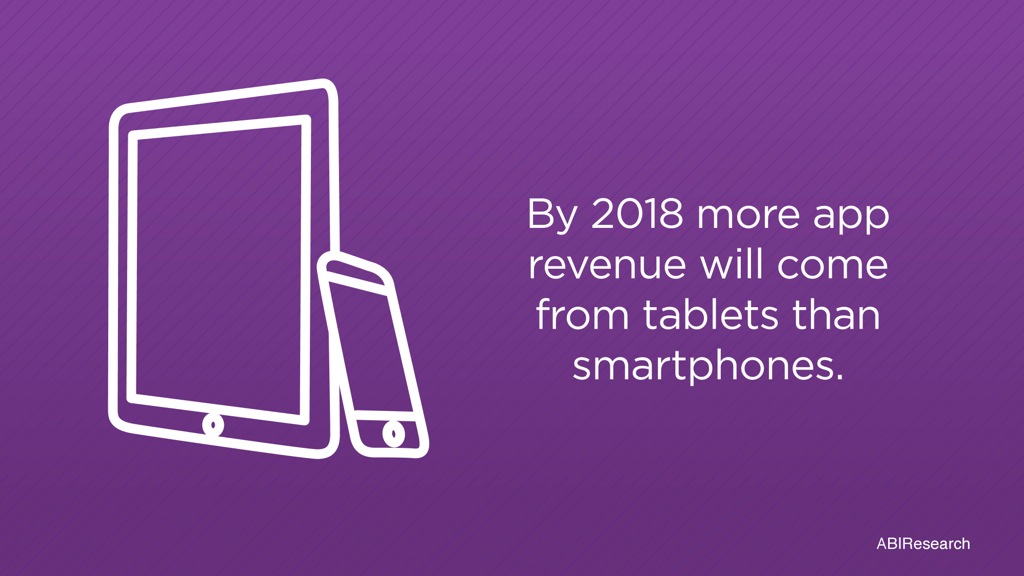 By 2018 more app
revenue will come
from tablets than
smartphones.
ABIResearch